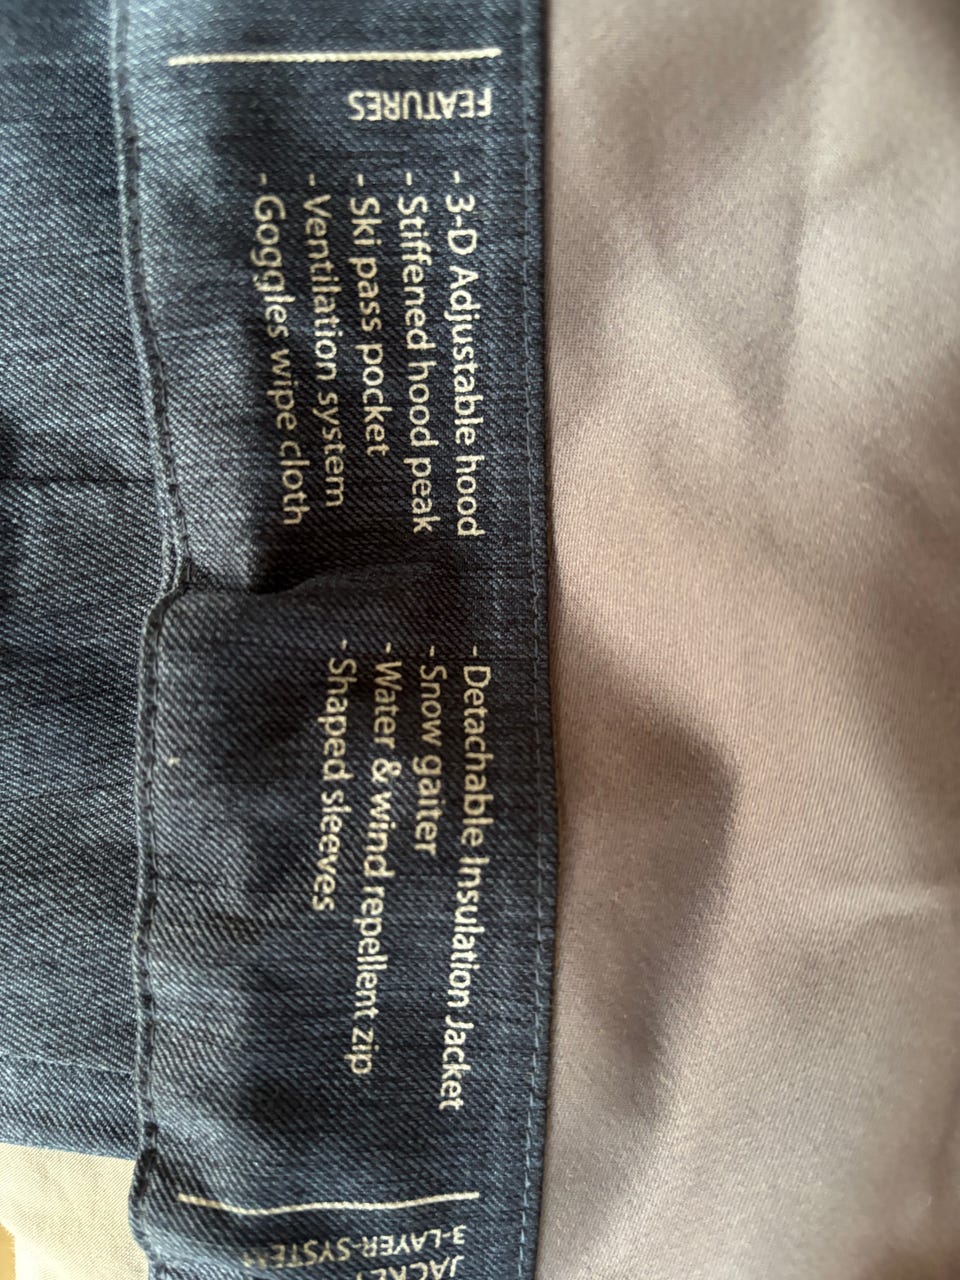 FEATURES
- 3-D Adjustable hood
- Stiffened hood peak
- Ski pass pocket
- Ventilation system
- Goggles wipe cloth
- Detachable Insulation Jacket
- Snow gaiter
- Water & wind repellent zip
- Shaped sleeves
3-LAYER-SYSTEM
JACKET